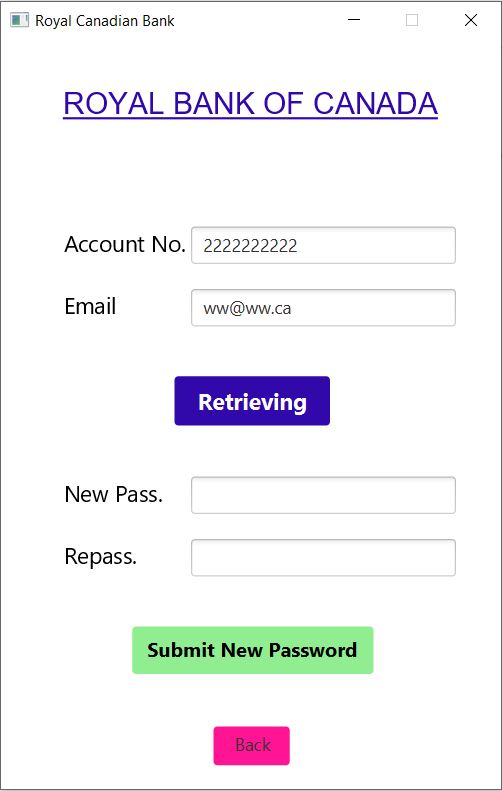 Royal Canadian Bank
ROYAL BANK OF CANADA
Account No. 2222222222
Email ww@ww.ca
Retrieving
New Pass.
Repass.
Submit New Password
Back